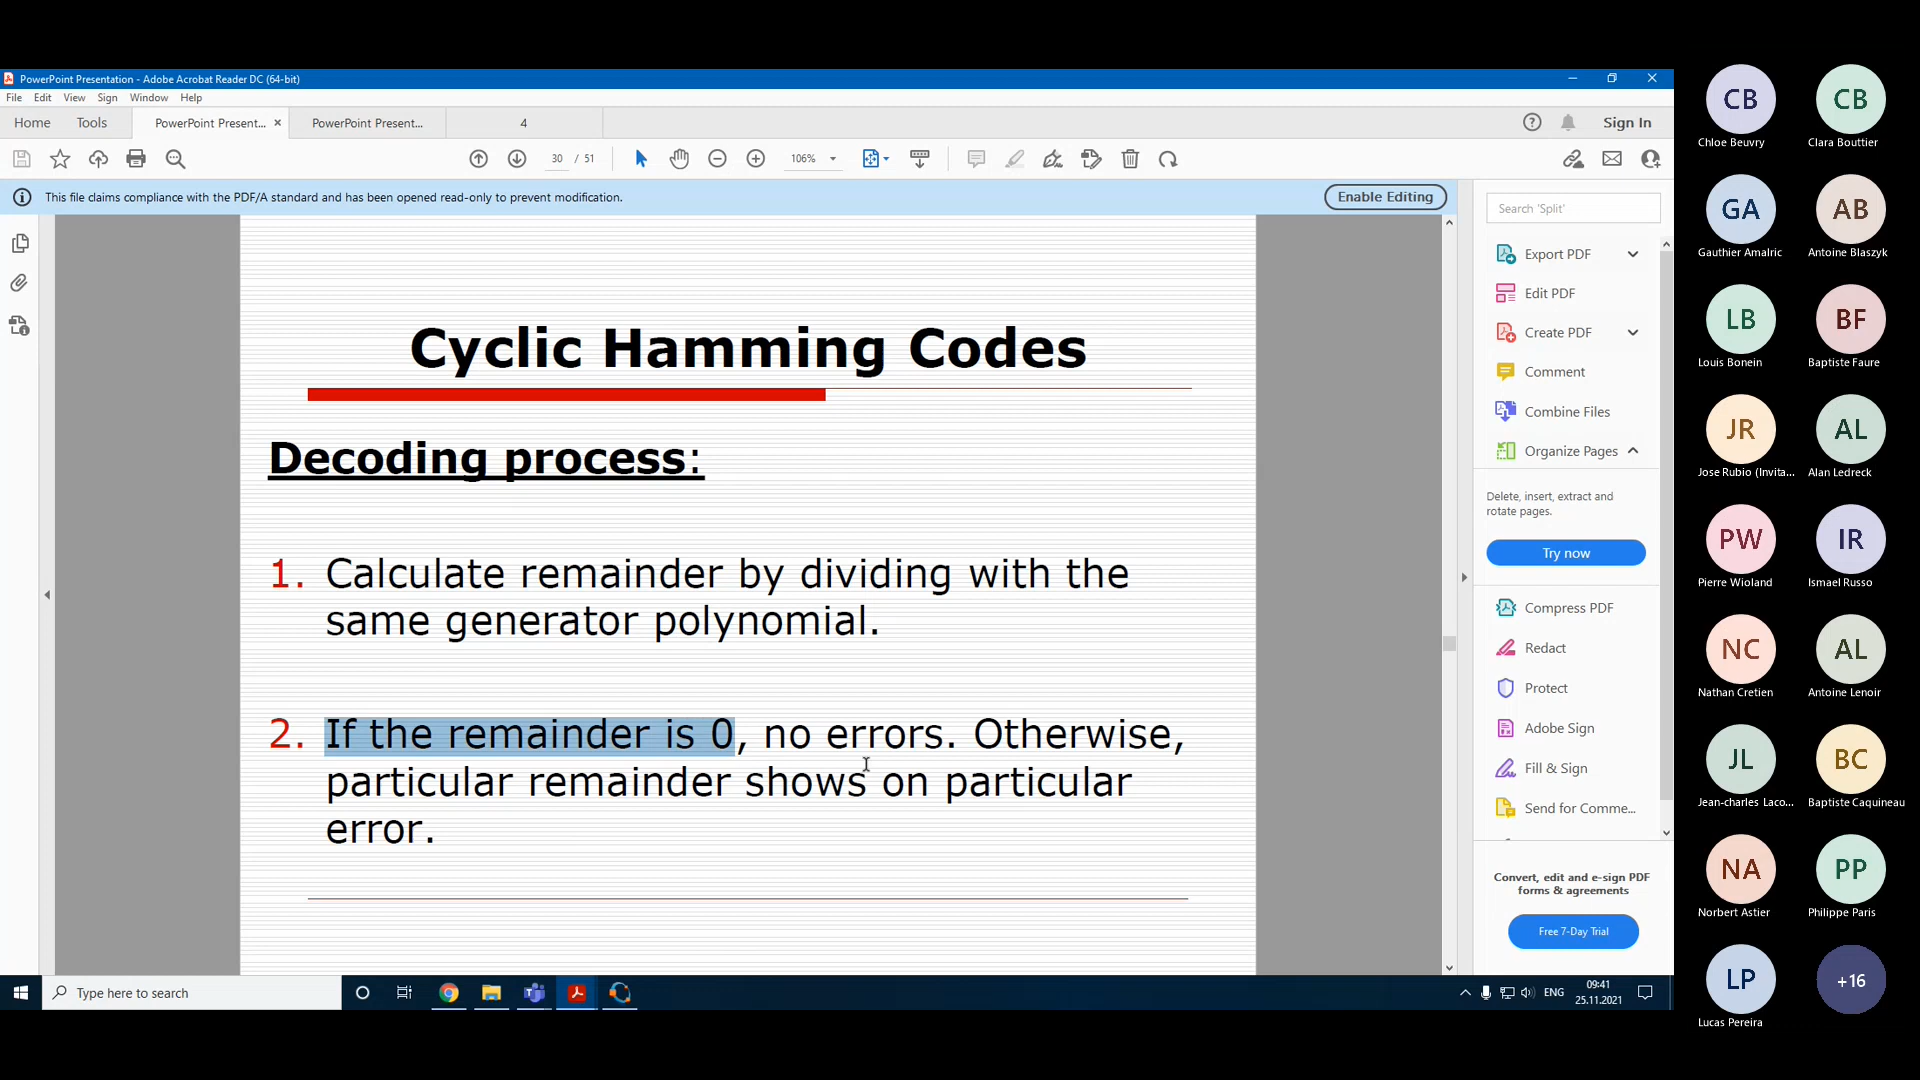 PowerPoint Presentation - Adobe Acrobat Reader DC (64-bit)
File Edit View Sign Window Help
Home Tools PowerPoint Present... × PowerPoint Present... 4 Sign In
30 / 51 106%
This file claims compliance with the PDF/A standard and has been opened read-only to prevent modification. Enable Editing
Cyclic Hamming Codes
Decoding process:
1. Calculate remainder by dividing with the
same generator polynomial.
2. If the remainder is 0, no errors. Otherwise,
particular remainder shows on particular
error.
Search 'Split'
Export PDF
Edit PDF
Create PDF
Comment
Combine Files
Organize Pages
Delete, insert, extract and
rotate pages.
Try now
Compress PDF
Redact
Protect
Adobe Sign
Fill & Sign
Send for Comme...
Convert, edit and e-sign PDF
forms & agreements
Free 7-Day Trial
Type here to search
ENG
09:41
25.11.2021
CB CB
Chloe Beuvry Clara Bouttier
GA AB
Gauthier Amalric Antoine Blaszyk
LB BF
Louis Bonein Baptiste Faure
JR AL
Jose Rubio (Invita... Alan Ledreck
PW IR
Pierre Wioland Ismael Russo
NC AL
Nathan Cretien Antoine Lenoir
JL BC
Jean-charles Laco... Baptiste Caquineau
NA PP
Norbert Astier Philippe Paris
LP +16
Lucas Pereira